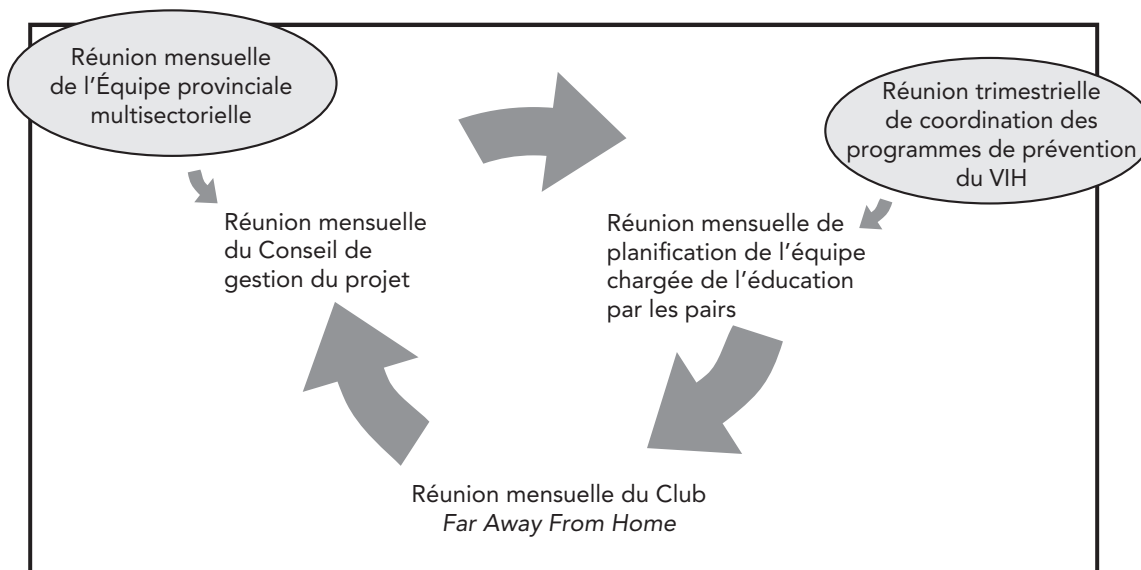 Réunion mensuelle
de l’Équipe provinciale
multisectorielle
Réunion trimestrielle
de coordination des
programmes de prévention
du VIH
Réunion mensuelle
du Conseil de
gestion du projet
Réunion mensuelle de
planification de l’équipe
chargée de l’éducation
par les pairs
Réunion mensuelle du Club
Far Away From Home